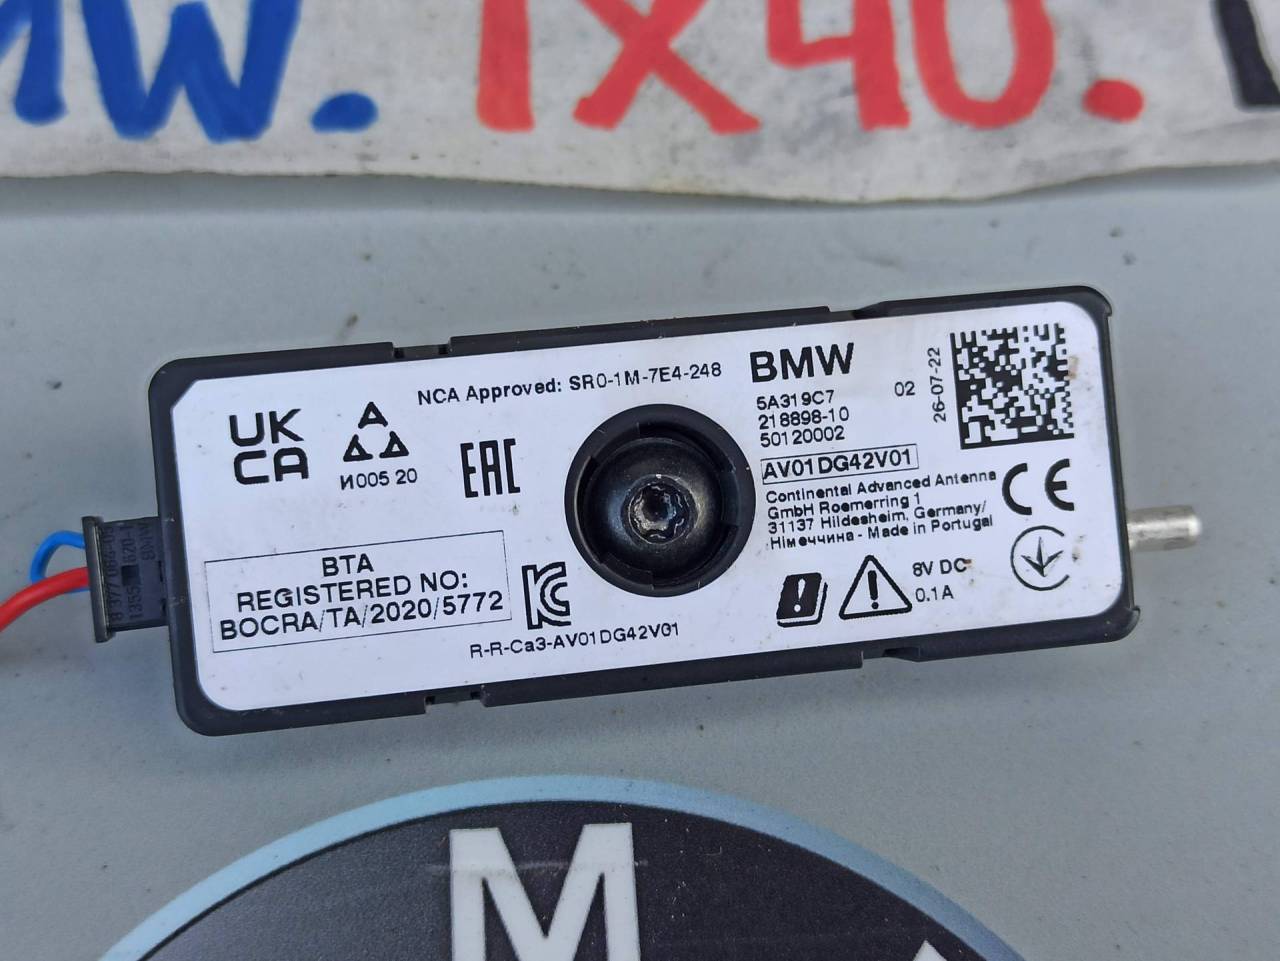 MW. 1X40.
NCA Approved: SR0-1M-7E4-248
BMW
5A319C7
02
218898-10
50120002
26-07-22
AV01DG42V01
Continental Advanced Antenna
GmbH Roemerring 1
31137 Hildesheim, Germany/
Німеччина - Made in Portugal
UK
CA
A
И005 20
EAC
CE
BTA
REGISTERED NO:
BOCRA/TA/2020/5772
R-R-Ca3-AV01DG42V01
8V DC
0.1A
BMW
M